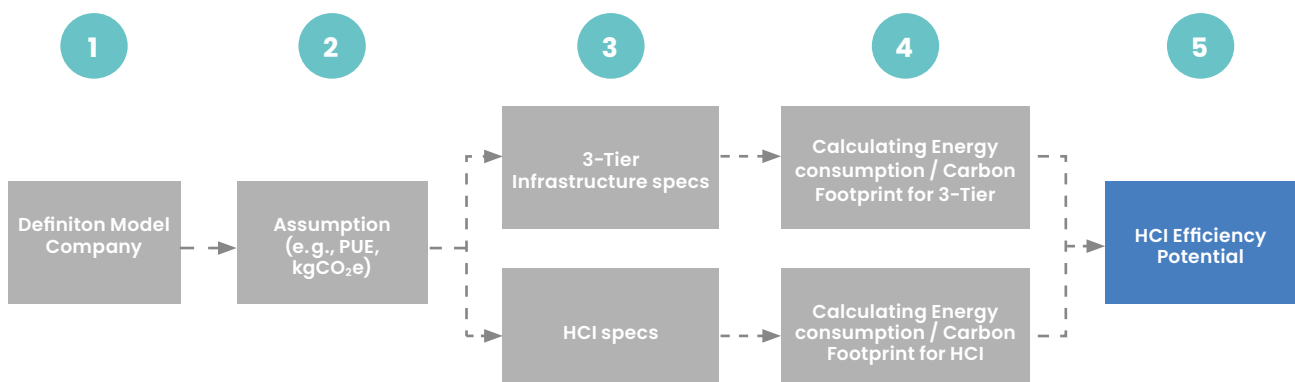 1
2
3
4
5
Definiton Model
Company
Assumption
(e.g., PUE,
kgCO₂e)
3-Tier
Infrastructure specs
HCI specs
Calculating Energy
consumption / Carbon
Footprint for 3-Tier
Calculating Energy
consumption / Carbon
Footprint for HCI
HCI Efficiency
Potential